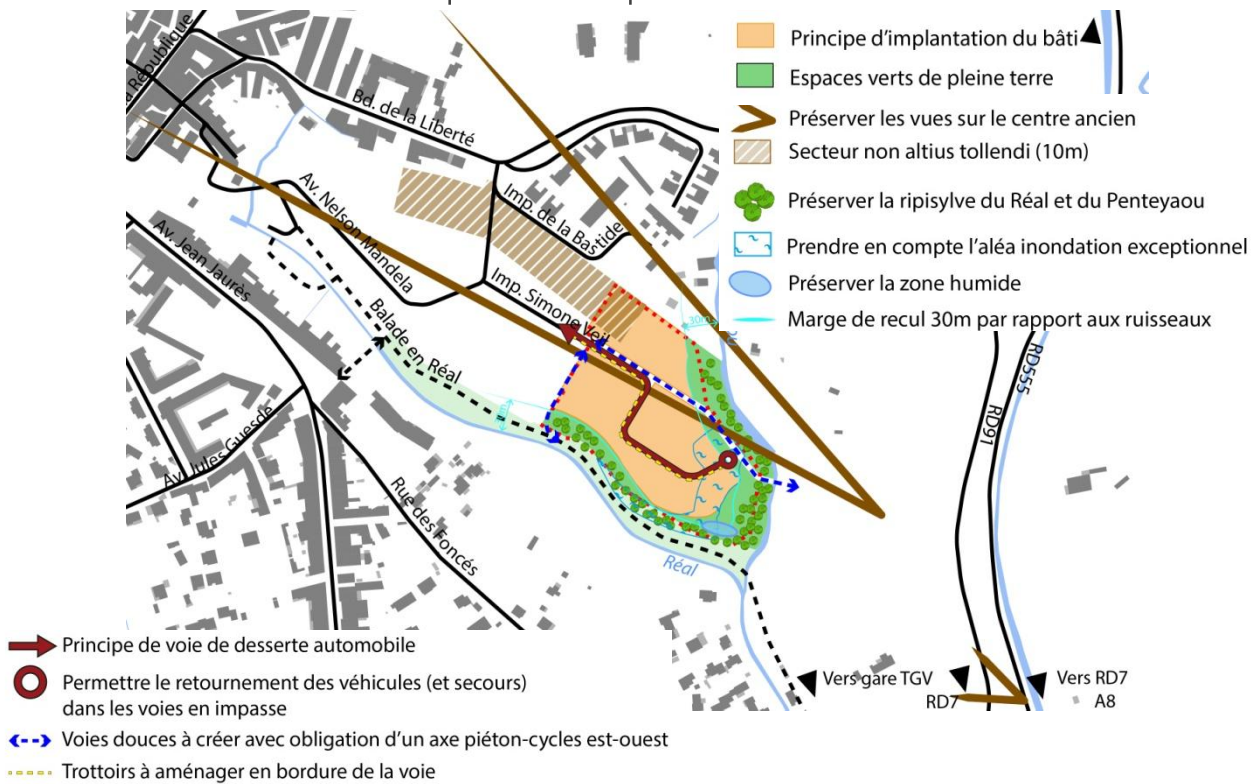 Principe d'implantation du bâti
Espaces verts de pleine terre
Préserver les vues sur le centre ancien
Secteur non altius tollendi (10m)
Préserver la ripisylve du Réal et du Penteyaou
Prendre en compte l'aléa inondation exceptionnel
Préserver la zone humide
Marge de recul 30m par rapport aux ruisseaux
République
Bd. de la Liberté
Av. Nelson Mandela
Imp. de la Bastide
Av. Jean Jaurès
Imp. Simone Veil
30m
Balade en Réal
Av. Jules Guesde
Rue des Foncés
Réal
RD91
RD555
Vers gare TGV
RD7
Vers RD7
A8
Principe de voie de desserte automobile
Permettre le retournement des véhicules (et secours)
dans les voies en impasse
Voies douces à créer avec obligation d'un axe piéton-cycles est-ouest
Trottoirs à aménager en bordure de la voie